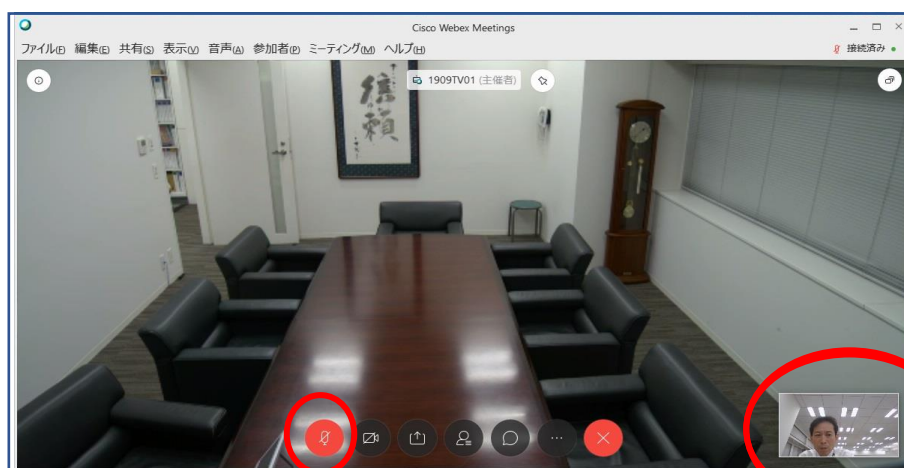 Cisco Webex Meetings
ファイル(F) 編集(E) 共有(S) 表示(V) 音声(A) 参加者(P) ミーティング(M) ヘルプ(H) 接続済み
1909TV01 (主催者)
信頼